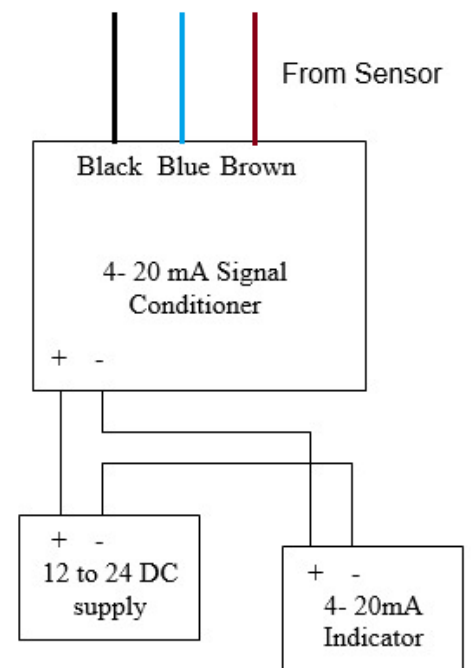 From Sensor
Black Blue Brown
4- 20 mA Signal
Conditioner
+ -
+ -
12 to 24 DC
supply
+ -
4- 20mA
Indicator